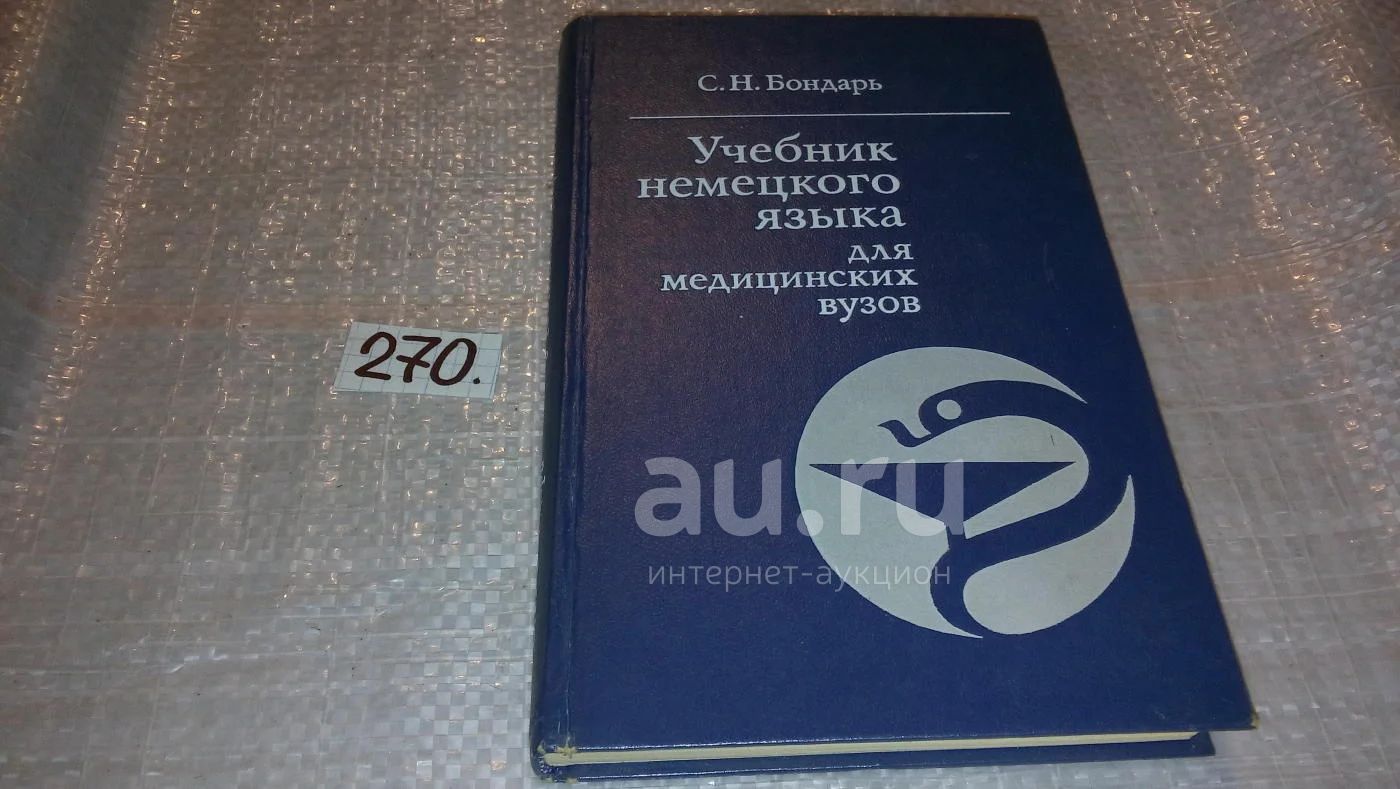 С. Н. Бондарь
Учебник
немецкого
языка
для
медицинских
вузов
270.
au.ru
интернет-аукцион